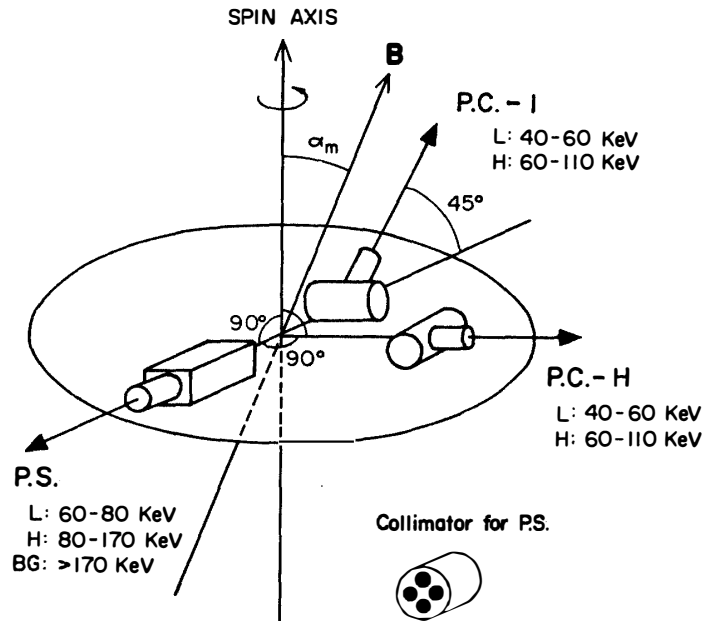 SPIN AXIS
B
αm
P.C.-I
L: 40-60 KeV
H: 60-110 KeV
45°
90°
90°
P.C.-H
L: 40-60 KeV
H: 60-110 KeV
P.S.
L: 60-80 KeV
H: 80-170 KeV
BG: >170 KeV
Collimator for P.S.